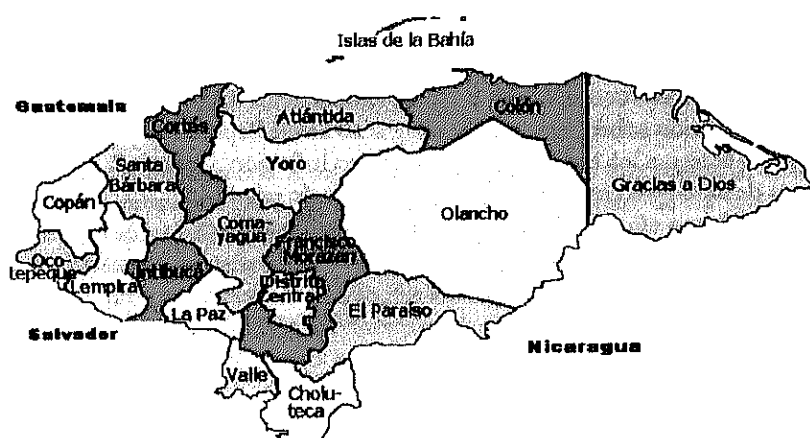 Islas de la Bahía
Guatemala
Cortés
Atlántida
Colón
Santa
Bárbara
Yoro
Copán
Gracias a Dios
Olancho
Coma-
yagua
Francisco
Morazán
Oco-
tepeque
Lempira
Intibucá
Distrito
Central
La Paz
El Paraíso
Salvador
Nicaragua
Valle
Cholu-
teca